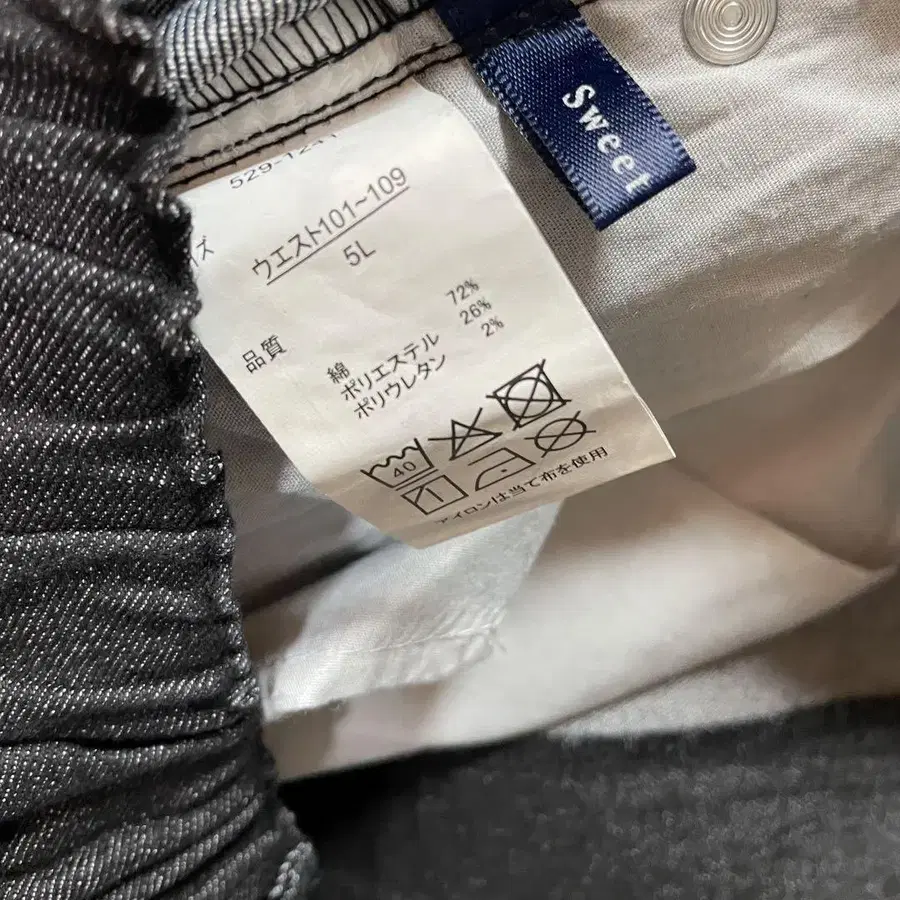 Sweet
529-1241
ウエスト101~109
5L
品質
綿 72%
ポリエステル 26%
ポリウレタン 2%
40
アイロンは当て布を使用